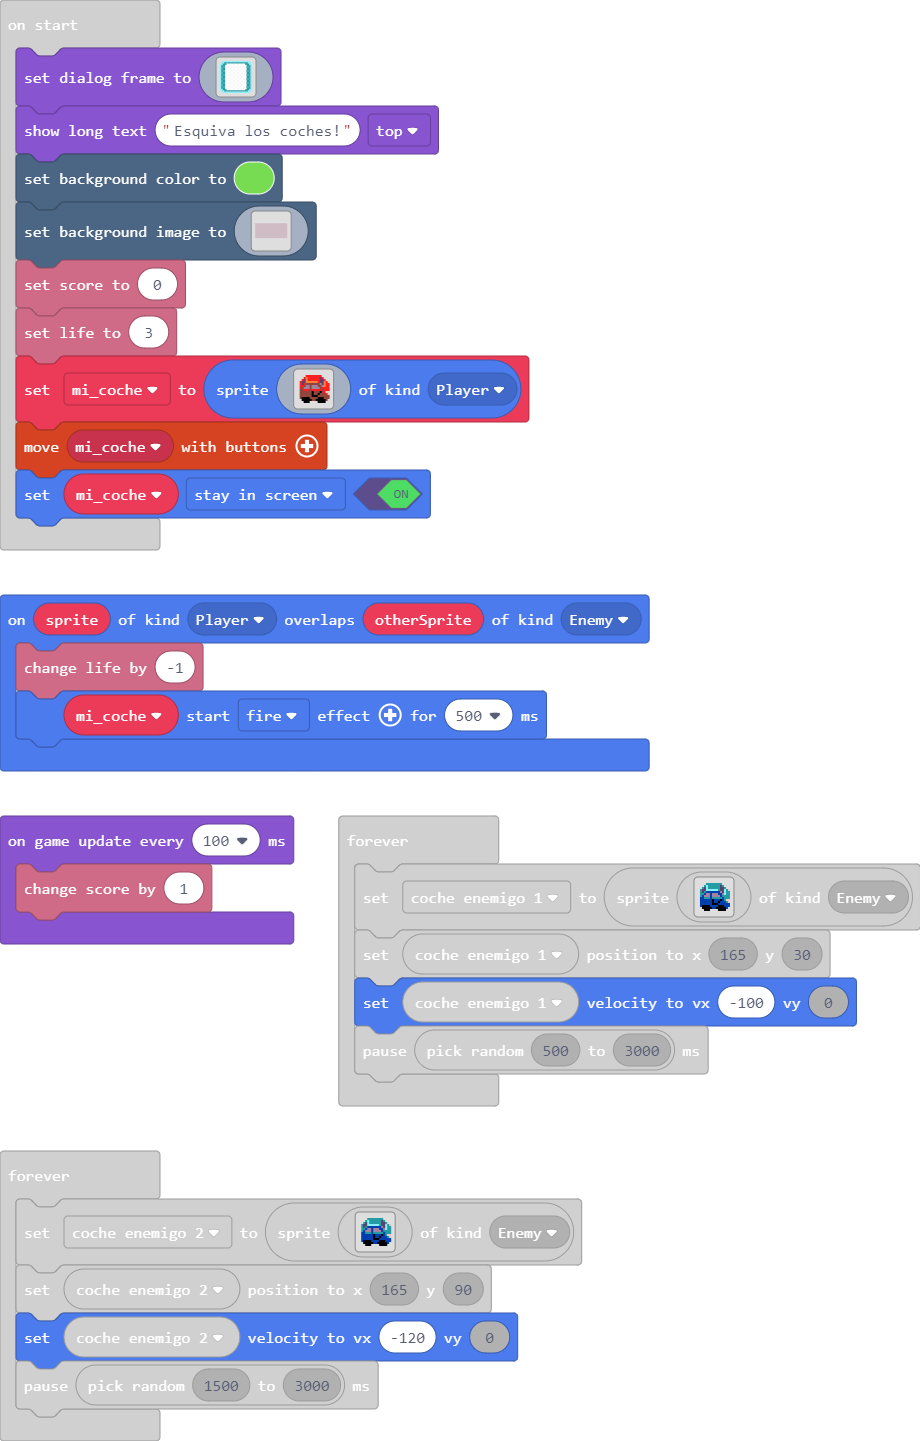 on start
set dialog frame to
show long text "Esquiva los coches!" top
set background color to
set background image to
set score to 0
set life to 3
set mi_coche to sprite of kind Player
move mi_coche with buttons
set mi_coche stay in screen ON
on sprite of kind Player overlaps otherSprite of kind Enemy
change life by -1
mi_coche start fire effect for 500 ms
on game update every 100 ms
change score by 1
forever
set coche enemigo 1 to sprite of kind Enemy
set coche enemigo 1 position to x 165 y 30
set coche enemigo 1 velocity to vx -100 vy 0
pause pick random 500 to 3000 ms
forever
set coche enemigo 2 to sprite of kind Enemy
set coche enemigo 2 position to x 165 y 90
set coche enemigo 2 velocity to vx -120 vy 0
pause pick random 1500 to 3000 ms